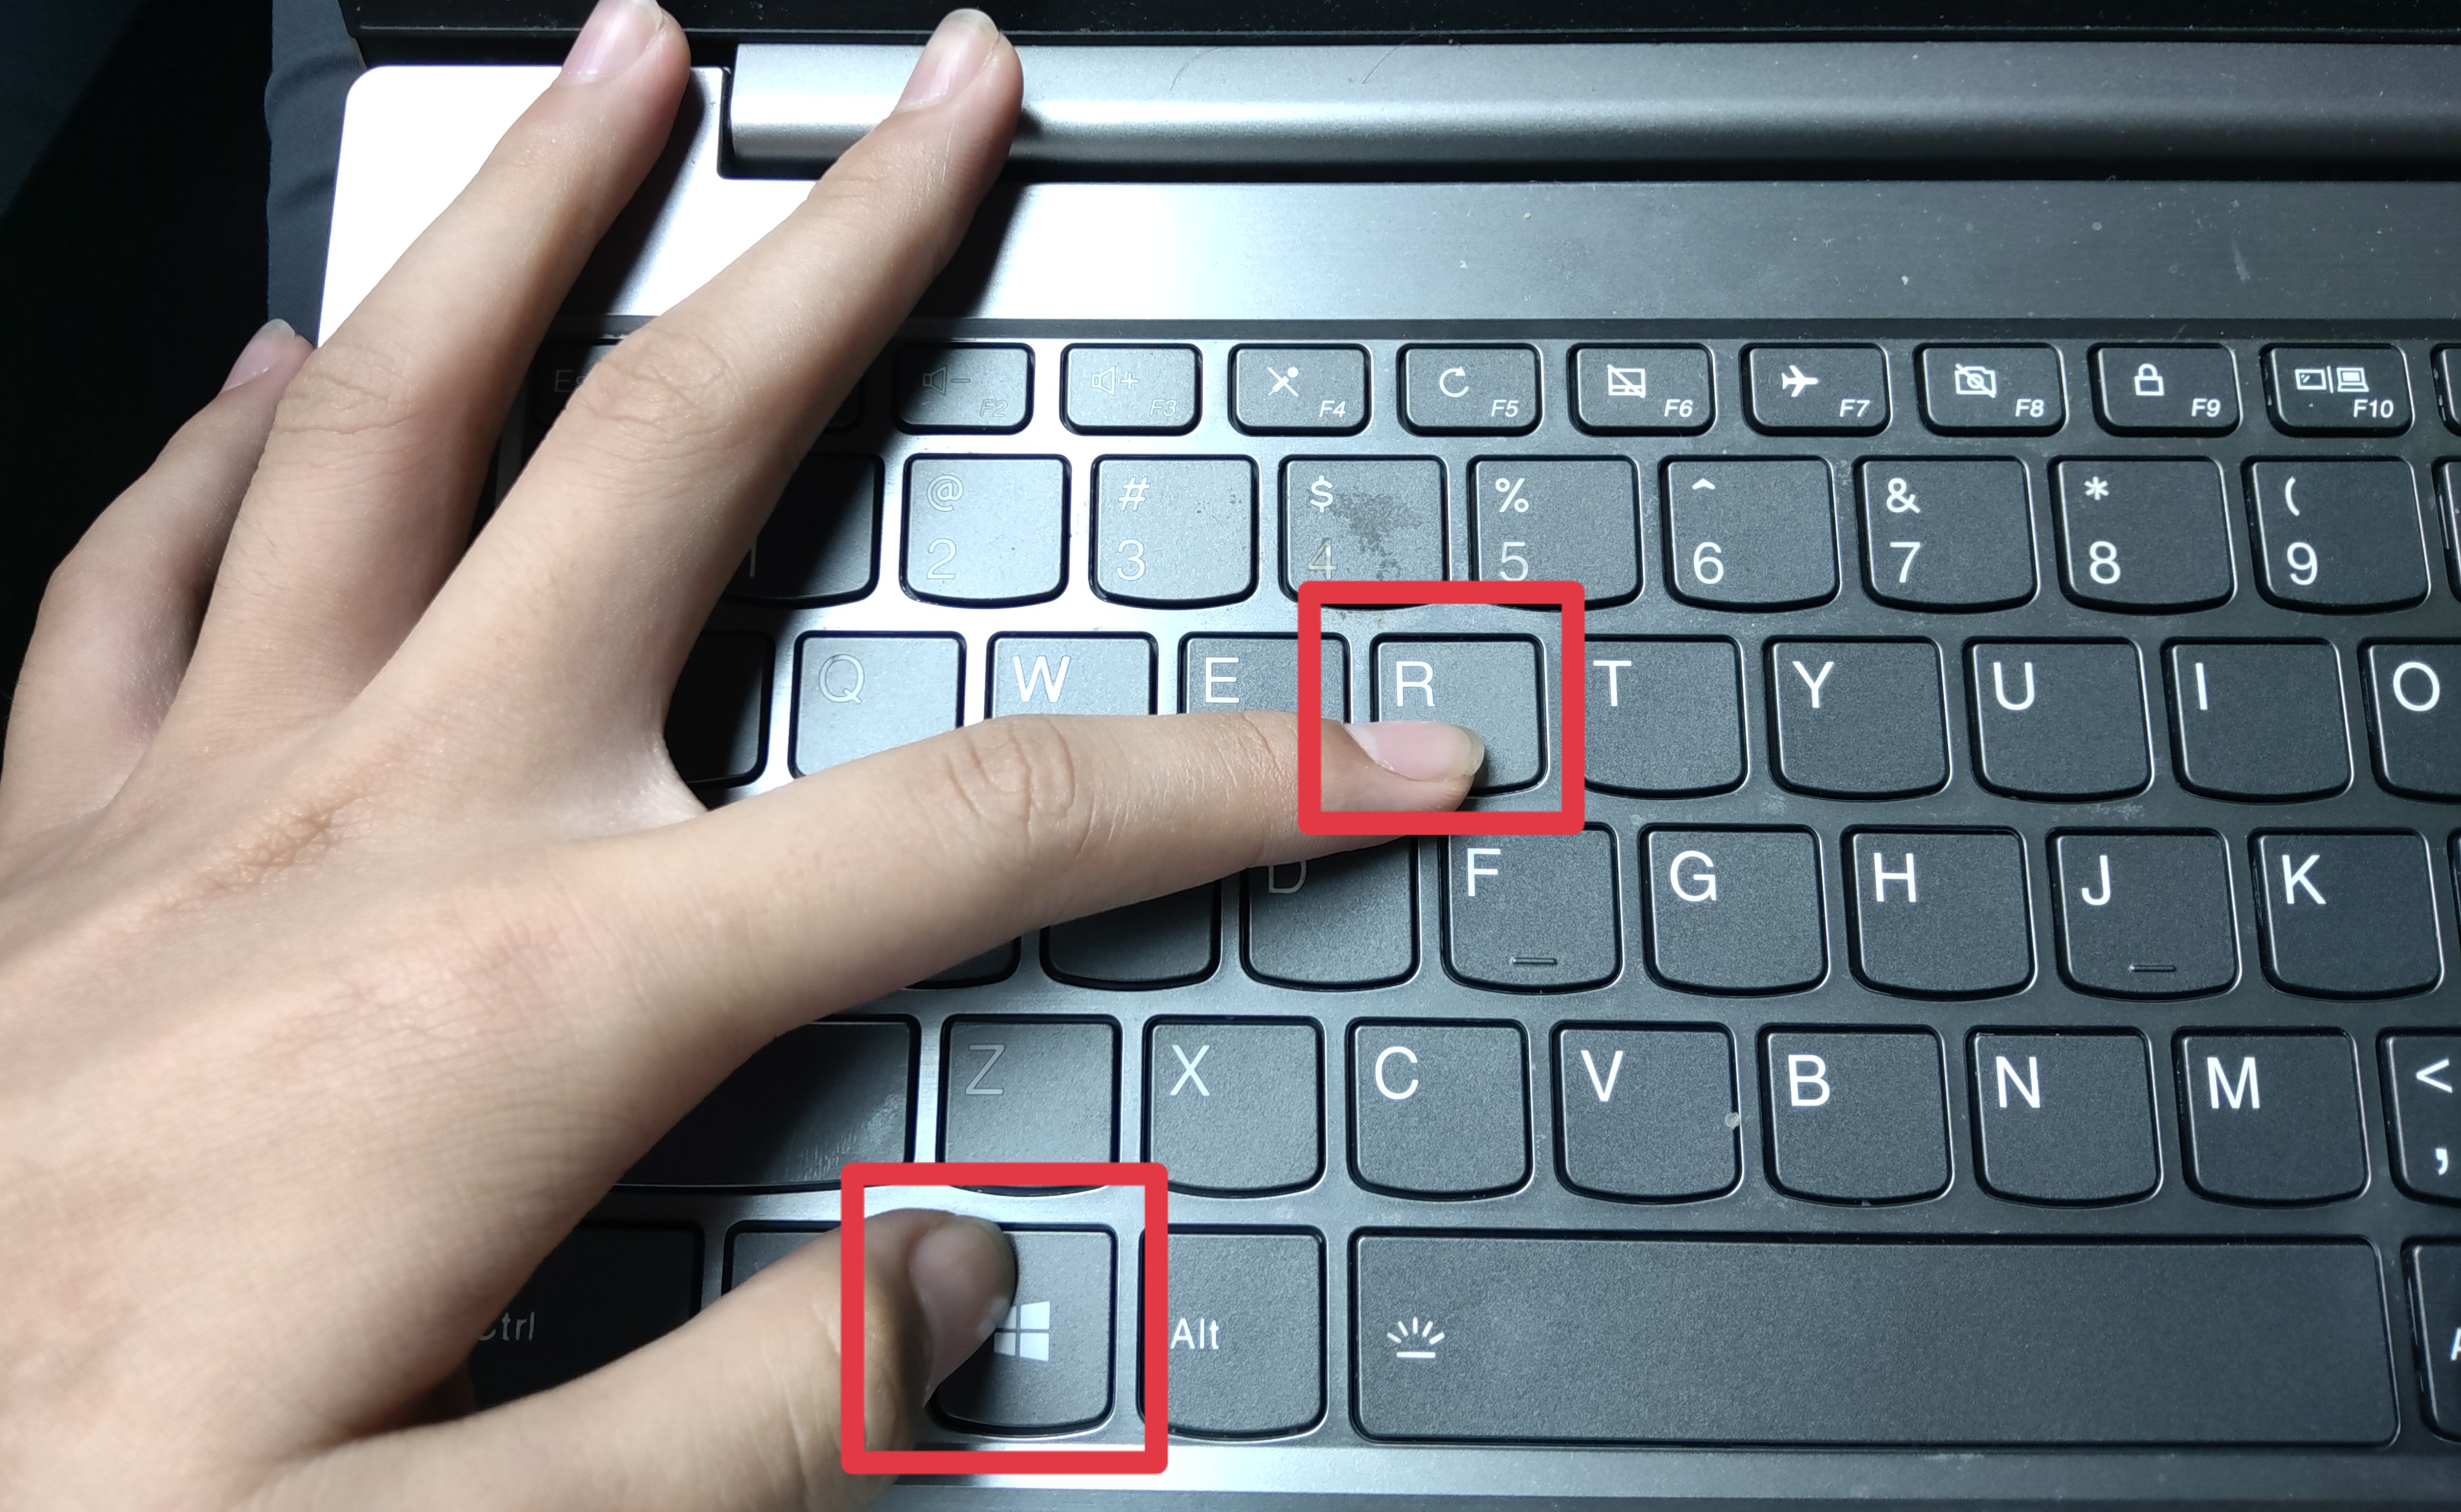 F2 F3 F4 F5 F6 F7 F8 F9 F10
@ # $ % ^ & * (
2 3 4 5 6 7 8 9
Q W E R T Y U I O
D F G H J K
Z X C V B N M <
,
Ctrl Alt